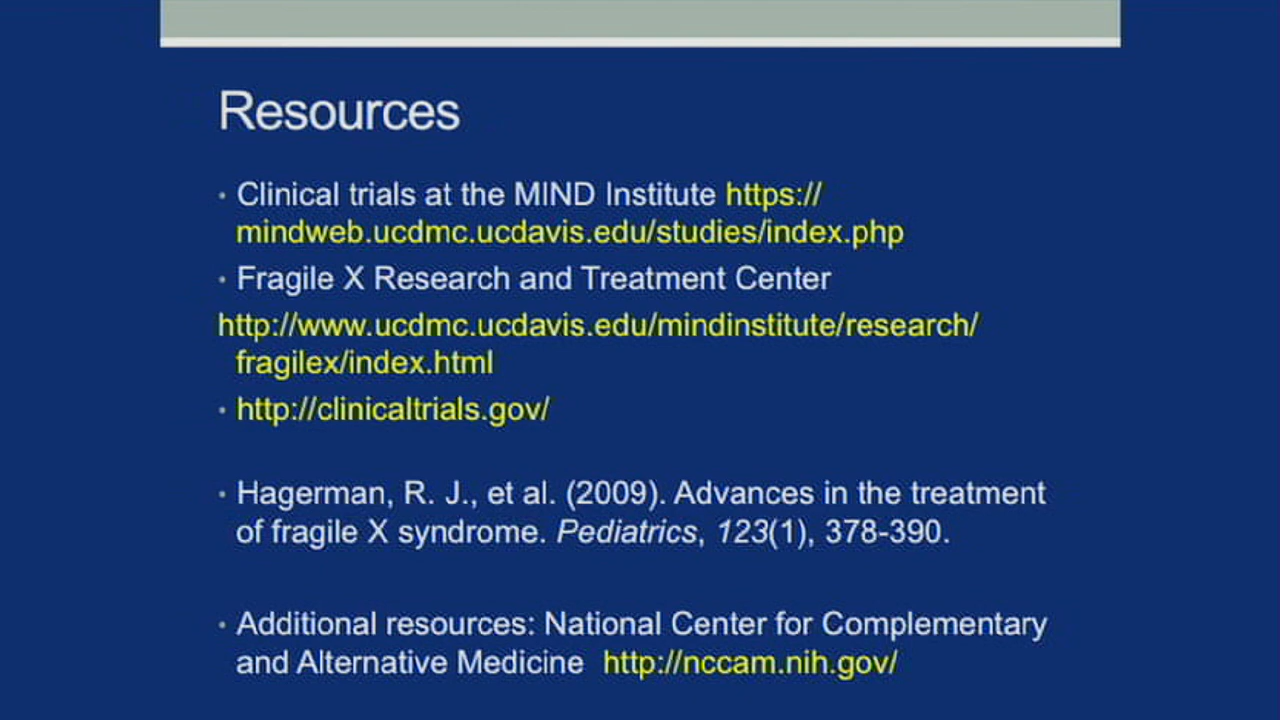 Resources
• Clinical trials at the MIND Institute https://
mindweb.ucdmc.ucdavis.edu/studies/index.php
• Fragile X Research and Treatment Center
http://www.ucdmc.ucdavis.edu/mindinstitute/research/
fragilex/index.html
• http://clinicaltrials.gov/
• Hagerman, R. J., et al. (2009). Advances in the treatment
of fragile X syndrome. Pediatrics, 123(1), 378-390.
• Additional resources: National Center for Complementary
and Alternative Medicine http://nccam.nih.gov/